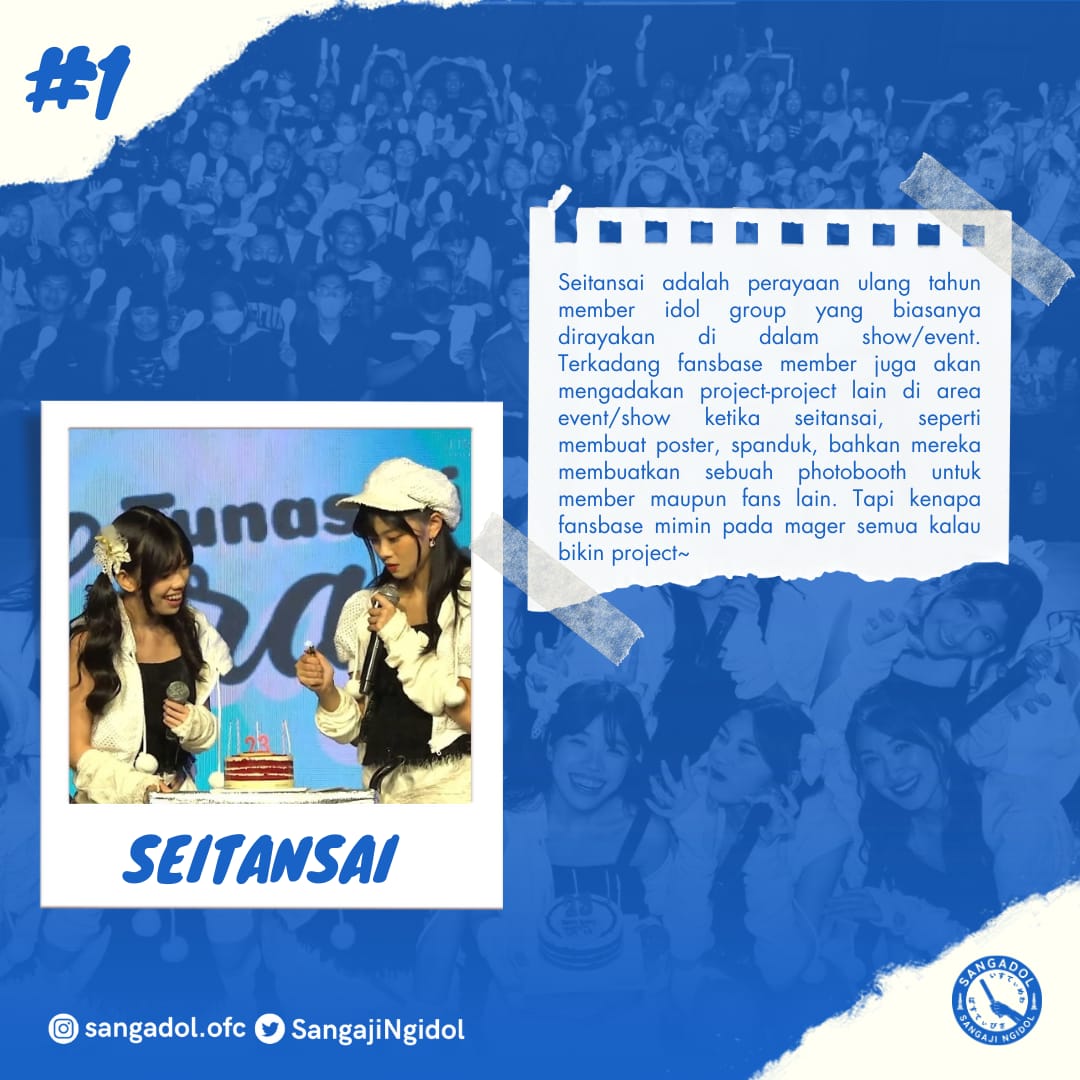 #1
Seitansai adalah perayaan ulang tahun
member idol group yang biasanya
dirayakan di dalam show/event.
Terkadang fansbase member juga akan
mengadakan project-project lain di area
event/show ketika seitansai, seperti
membuat poster, spanduk, bahkan mereka
membuatkan sebuah photobooth untuk
member maupun fans lain. Tapi kenapa
fansbase mimin pada mager semua kalau
bikin project~
Tunas
ra
23
SEITANSAI
sangadol.ofc SangajiNgidol
SANGADOL
SANGAJI NGIDOL